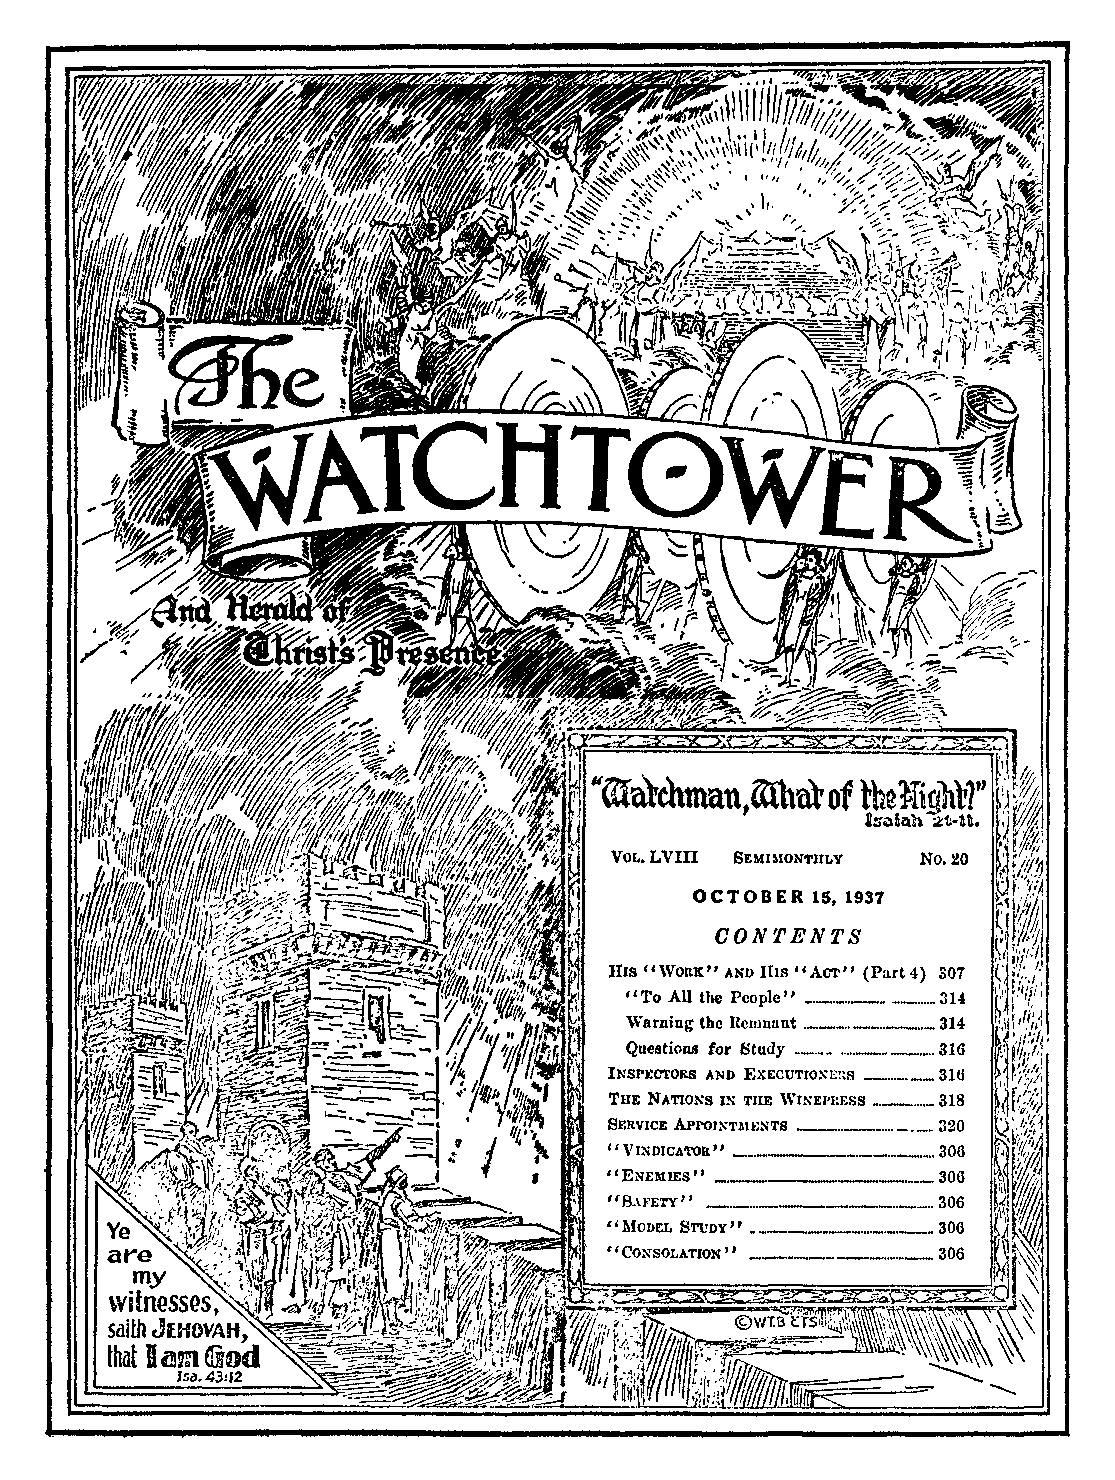 The
WATCHTOWER
And Herald of
Christ's Presence
"Watchman, What of the Night?"
Isaiah 21-11.
VOL. LVIII SEMIMONTHLY No. 20
OCTOBER 15, 1937
CONTENTS
HIS "WORK" AND HIS "ACT" (Part 4) 307
"To All the People" 314
Warning the Remnant 314
Questions for Study 316
INSPECTORS AND EXECUTIONERS 316
THE NATIONS IN THE WINEPRESS 318
SERVICE APPOINTMENTS 320
"VINDICATOR" 306
"ENEMIES" 306
"SAFETY" 306
"MODEL STUDY" 306
"CONSOLATION" 306
Ye
are
my
witnesses,
saith JEHOVAH,
that I am God
Isa. 43:12
©W.T.B. & T.S.